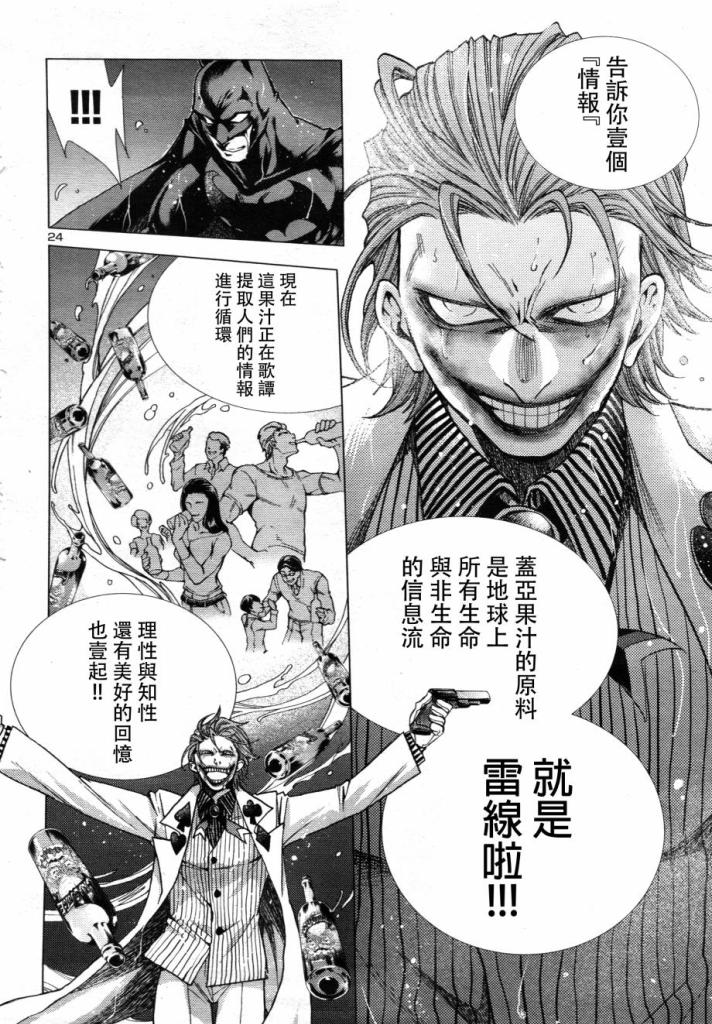 告訴你壹個
『情報』
蓋亞果汁的原料
是地球上
所有生命
與非生命
的信息流
就是
雷線啦!!!
!!!
24
現在
這果汁正在歌譚
提取人們的情報
進行循環
理性與知性
還有美好的回憶
也壹起!!